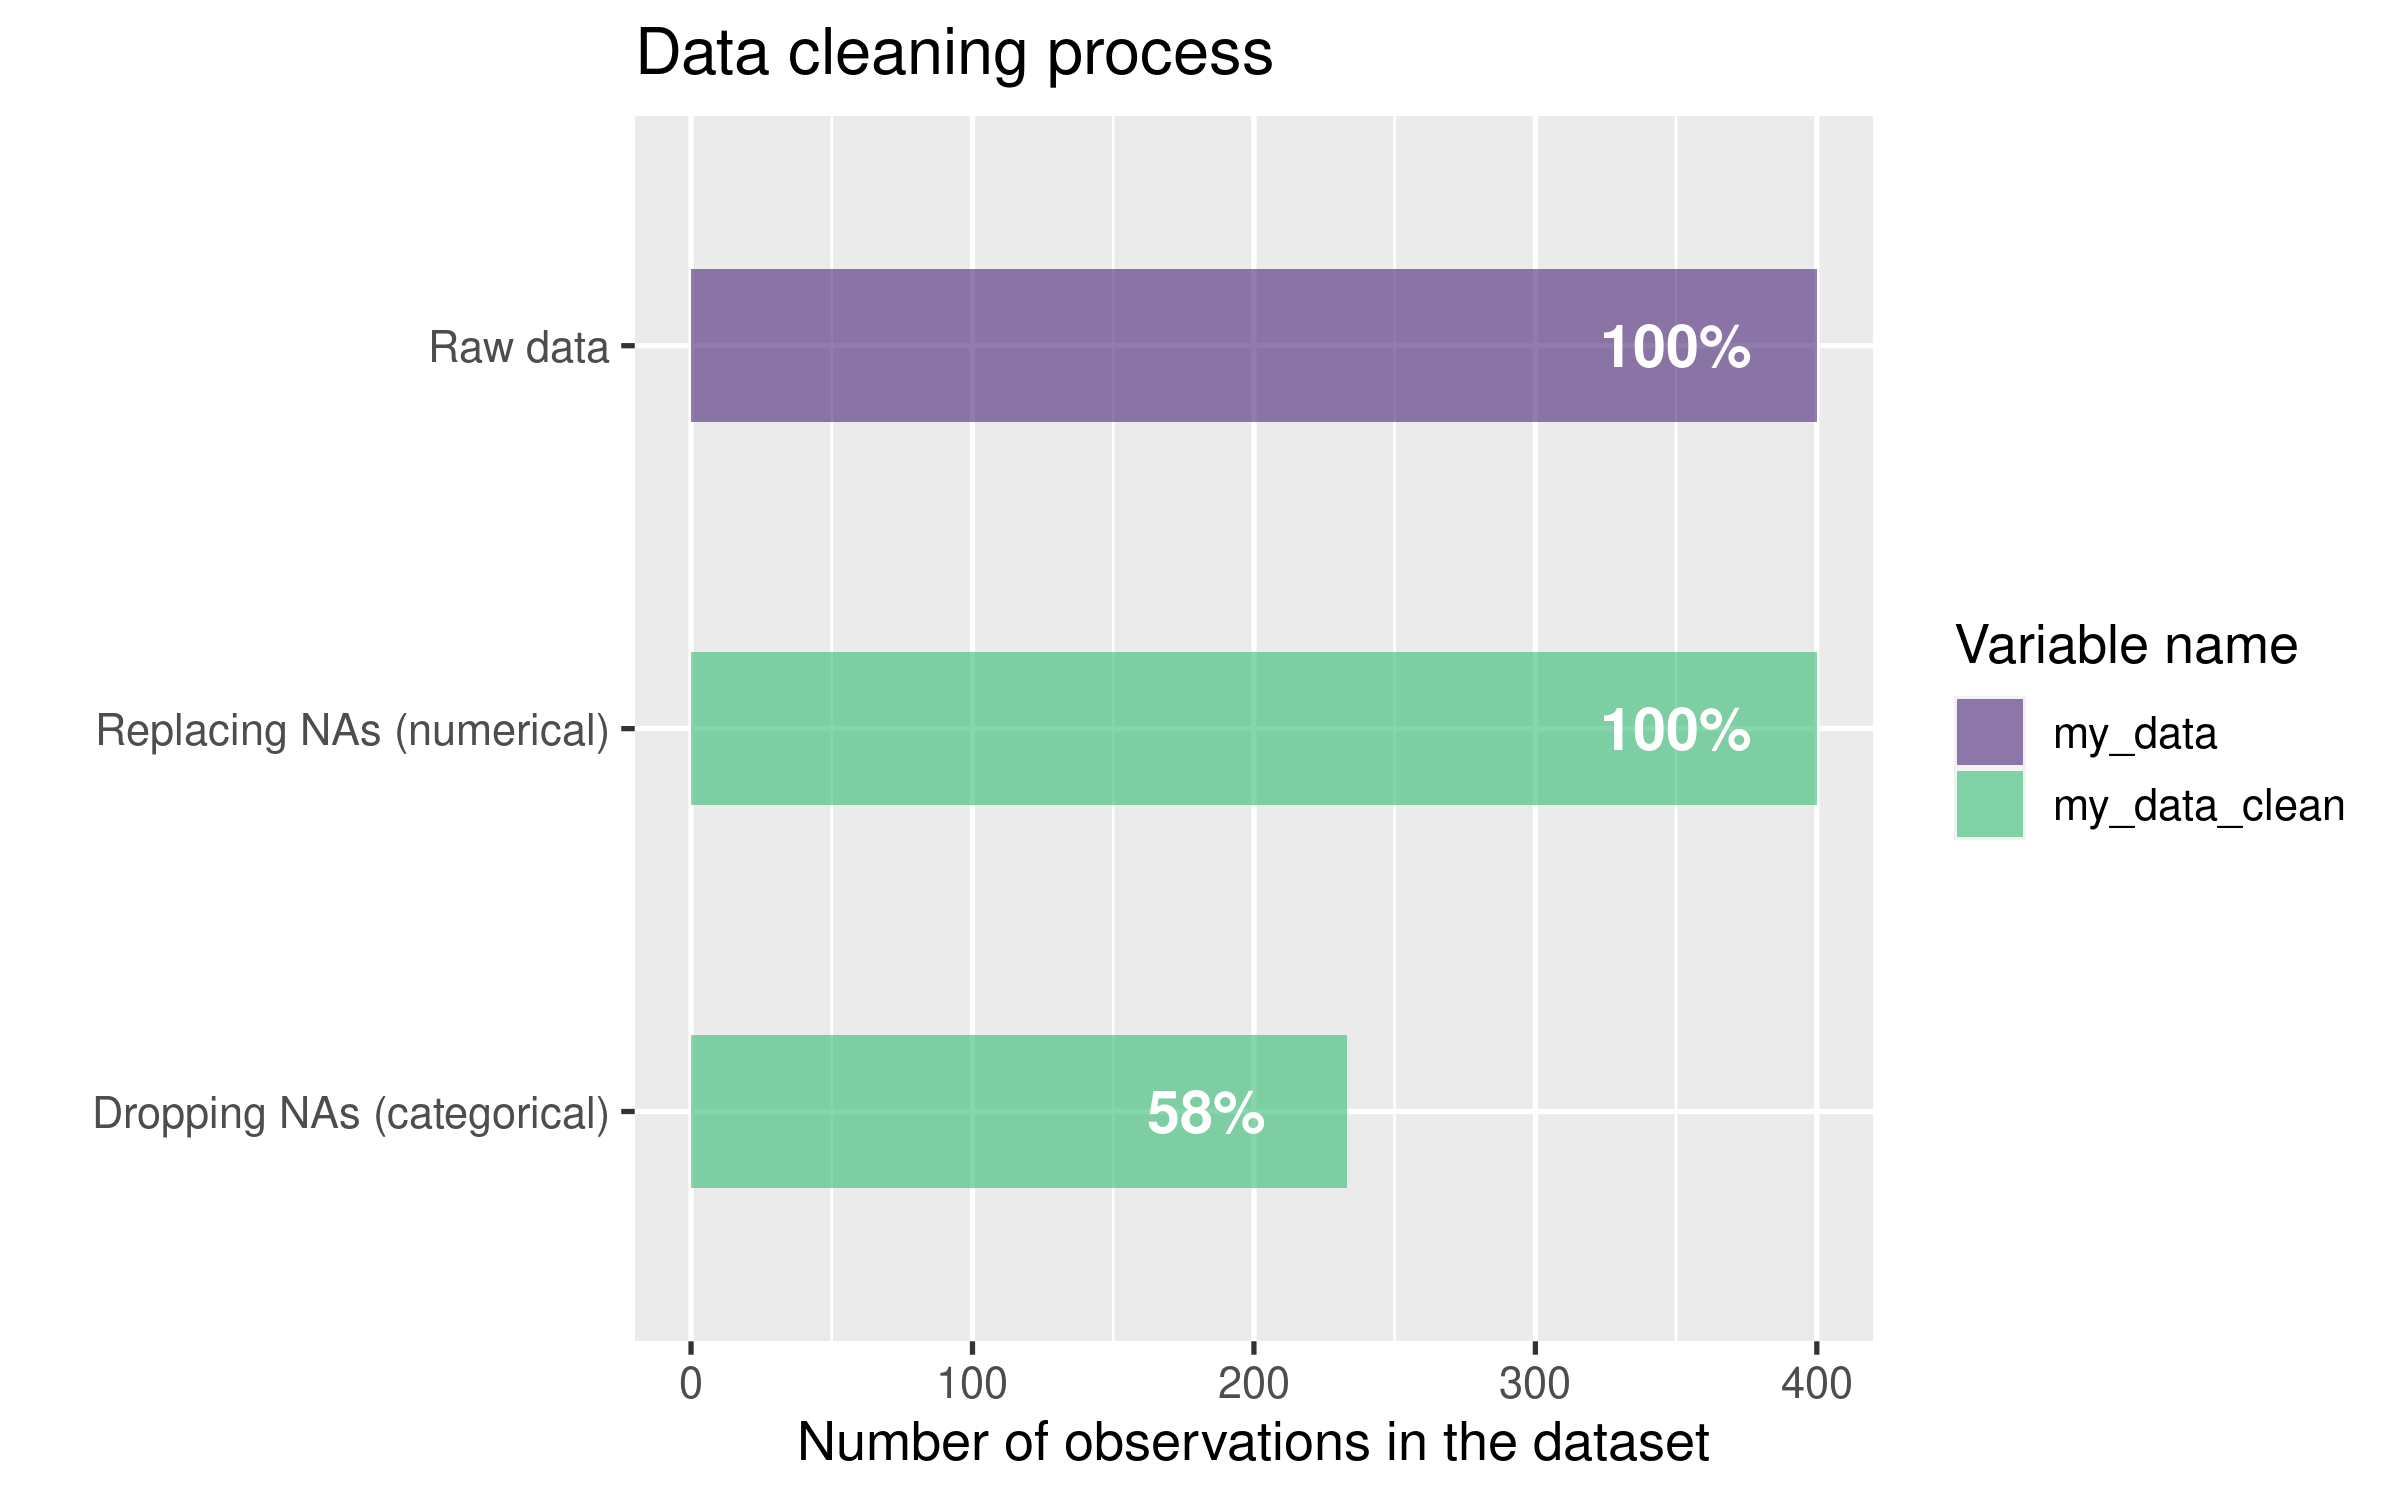 Data cleaning process
Raw data
100%
Replacing NAs (numerical)
100%
Dropping NAs (categorical)
58%
0 100 200 300 400
Number of observations in the dataset
Variable name
my_data
my_data_clean